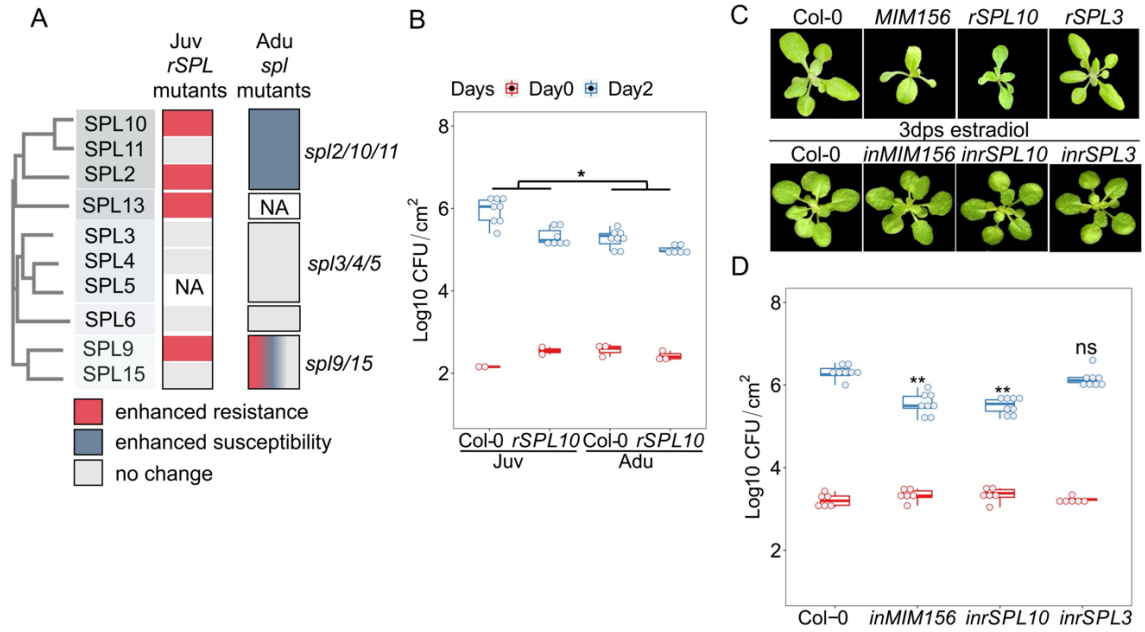 A
Juv
rSPL
mutants
Adu
spl
mutants
SPL10
SPL11
SPL2
SPL13
SPL3
SPL4
SPL5
SPL6
SPL9
SPL15
NA
NA
spl2/10/11
spl3/4/5
spl9/15
enhanced resistance
enhanced susceptibility
no change
B
Days Day0 Day2
Log10 CFU/cm²
8
6
4
2
*
Col-0 rSPL10 Col-0 rSPL10
Juv Adu
C
Col-0 MIM156 rSPL10 rSPL3
3dps estradiol
Col-0 inMIM156 inrSPL10 inrSPL3
D
Log10 CFU/cm²
8
6
4
2
** ** ns
Col−0 inMIM156 inrSPL10 inrSPL3